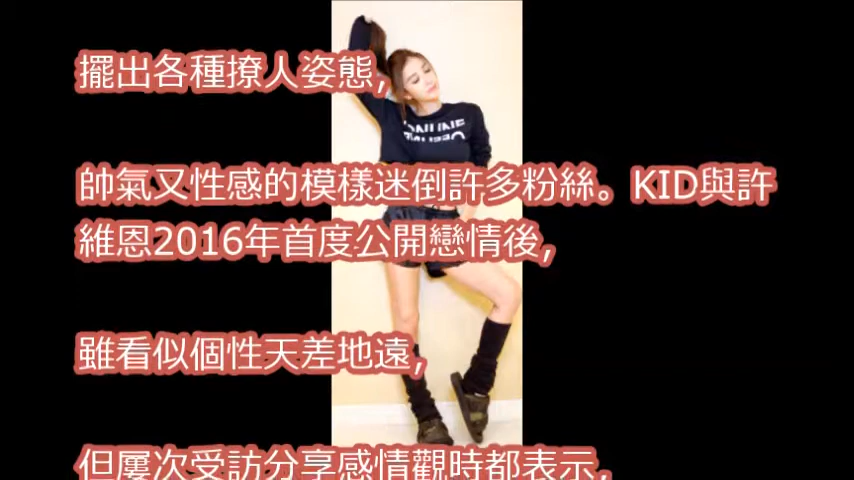 擺出各種撩人姿態,
帥氣又性感的模樣迷倒許多粉絲。KID與許
維恩2016年首度公開戀情後,
雖看似個性天差地遠,
但屢次受訪分享感情觀時都表示,